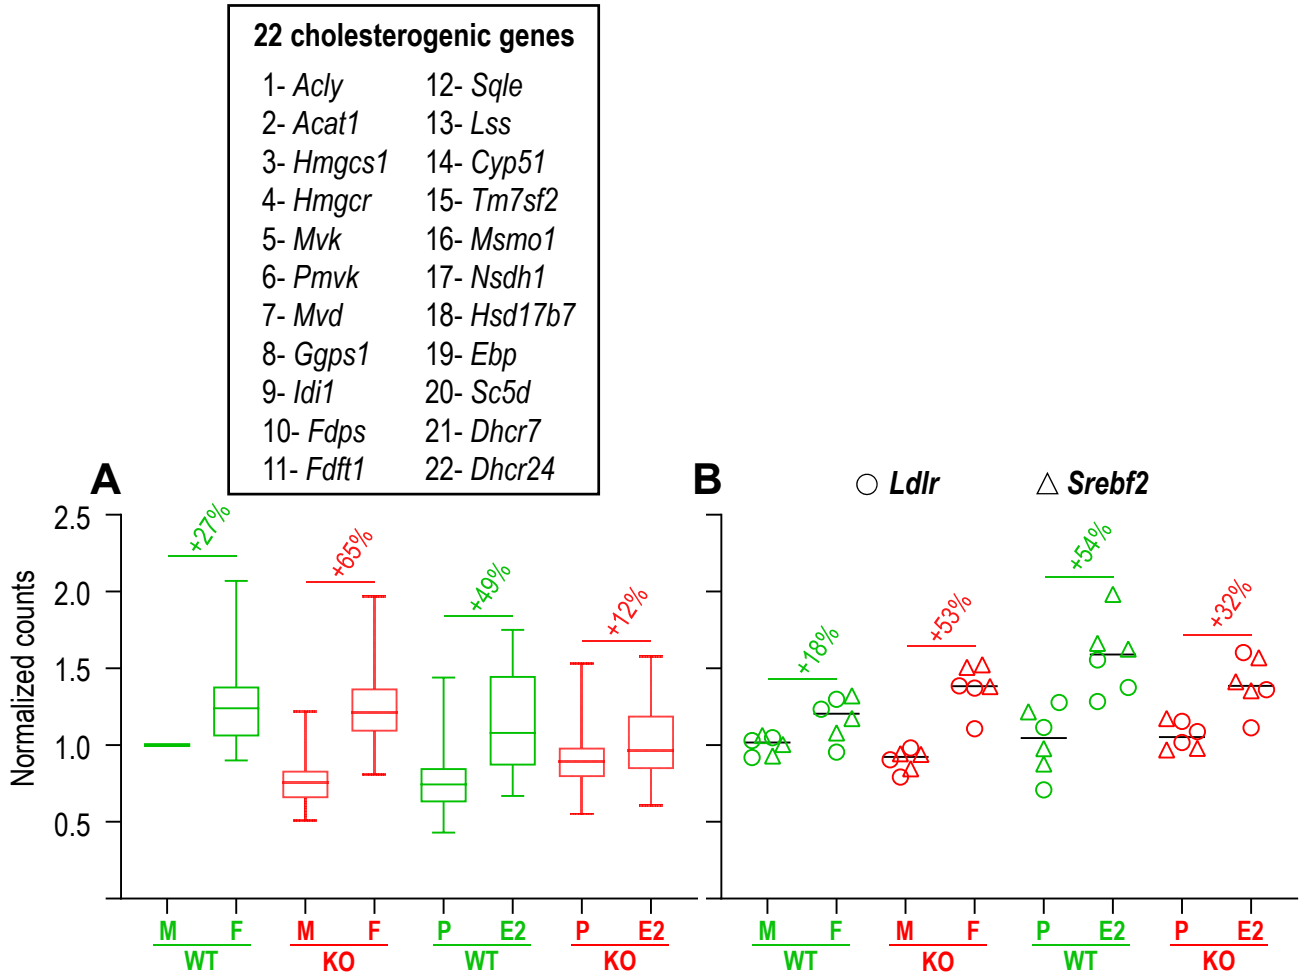 22 cholesterogenic genes
1- Acly 12- Sqle
2- Acat1 13- Lss
3- Hmgcs1 14- Cyp51
4- Hmgcr 15- Tm7sf2
5- Mvk 16- Msmo1
6- Pmvk 17- Nsdh1
7- Mvd 18- Hsd17b7
8- Ggps1 19- Ebp
9- Idi1 20- Sc5d
10- Fdps 21- Dhcr7
11- Fdft1 22- Dhcr24
A
Normalized counts
2.5
2.0
1.5
1.0
0.5
+27%
+65%
+49%
+12%
M F M F P E2 P E2
WT KO WT KO
B
Ldlr Srebf2
+18%
+53%
+54%
+32%
M F M F P E2 P E2
WT KO WT KO